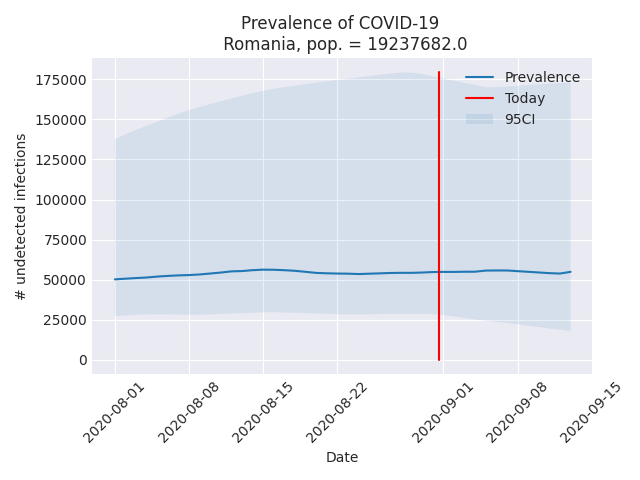 Prevalence of COVID-19
Romania, pop. = 19237682.0
175000
150000
125000
100000
75000
50000
25000
0
# undetected infections
Prevalence
Today
95CI
2020-08-01
2020-08-08
2020-08-15
2020-08-22
2020-09-01
2020-09-08
2020-09-15
Date